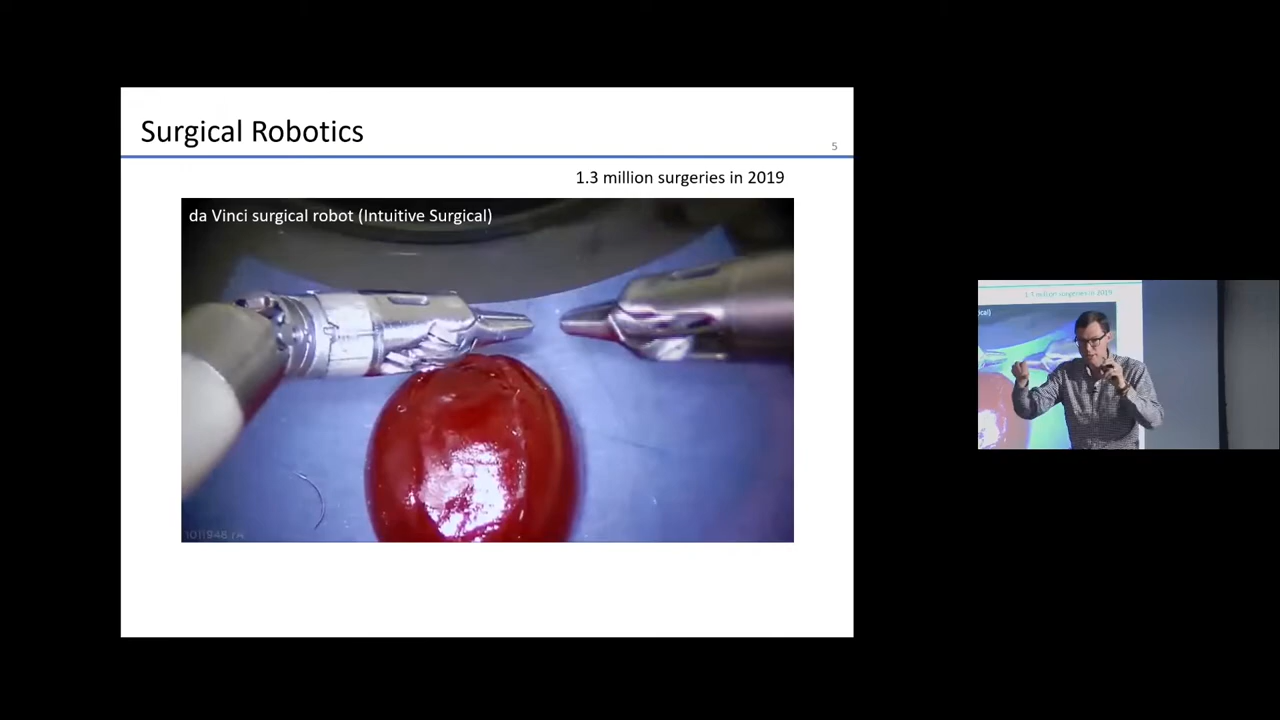 Surgical Robotics
5
1.3 million surgeries in 2019
da Vinci surgical robot (Intuitive Surgical)